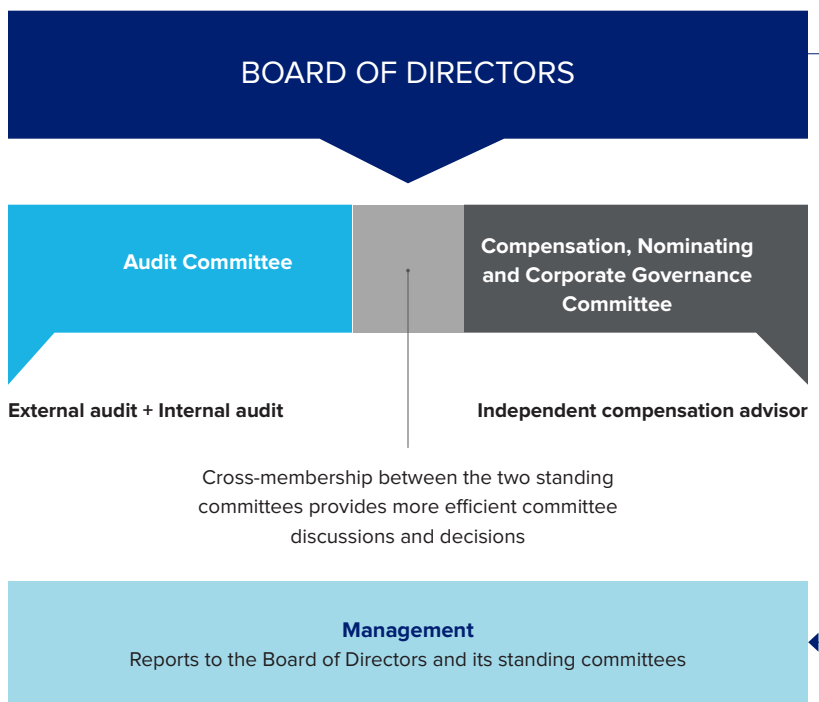 BOARD OF DIRECTORS
Audit Committee
Compensation, Nominating
and Corporate Governance
Committee
External audit + Internal audit
Independent compensation advisor
Cross-membership between the two standing
committees provides more efficient committee
discussions and decisions
Management
Reports to the Board of Directors and its standing committees